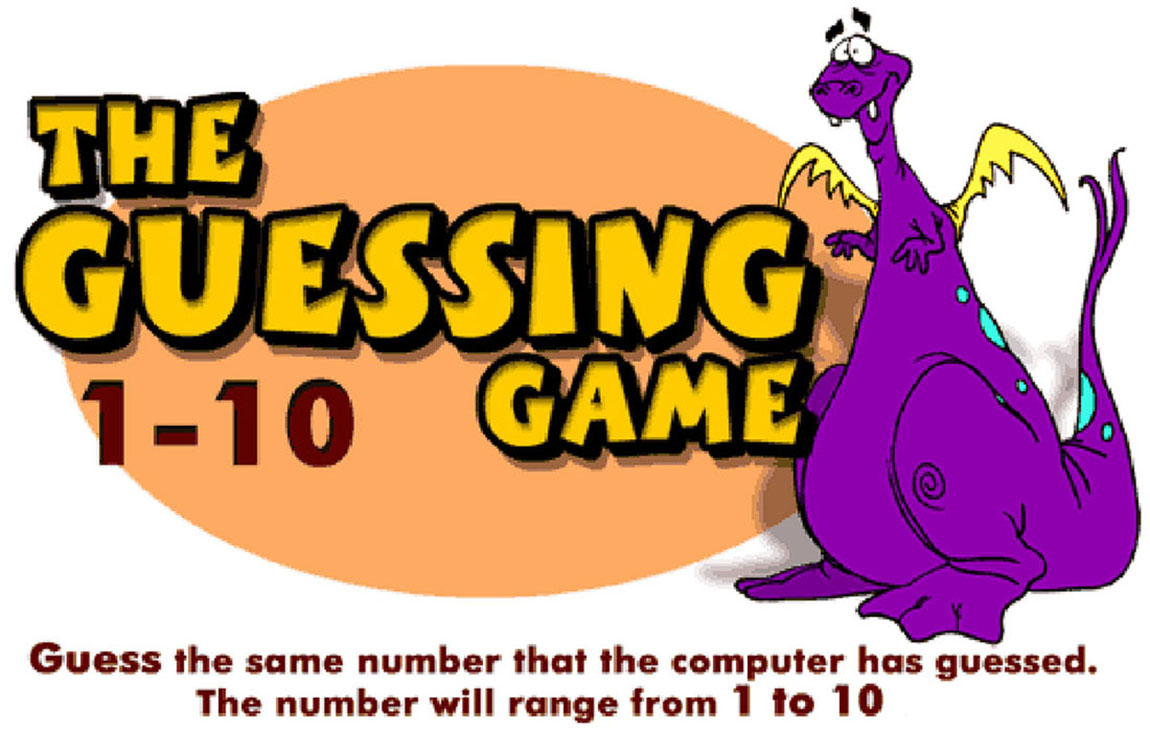 THE
GUESSING
GAME
1-10
Guess the same number that the computer has guessed.
The number will range from 1 to 10